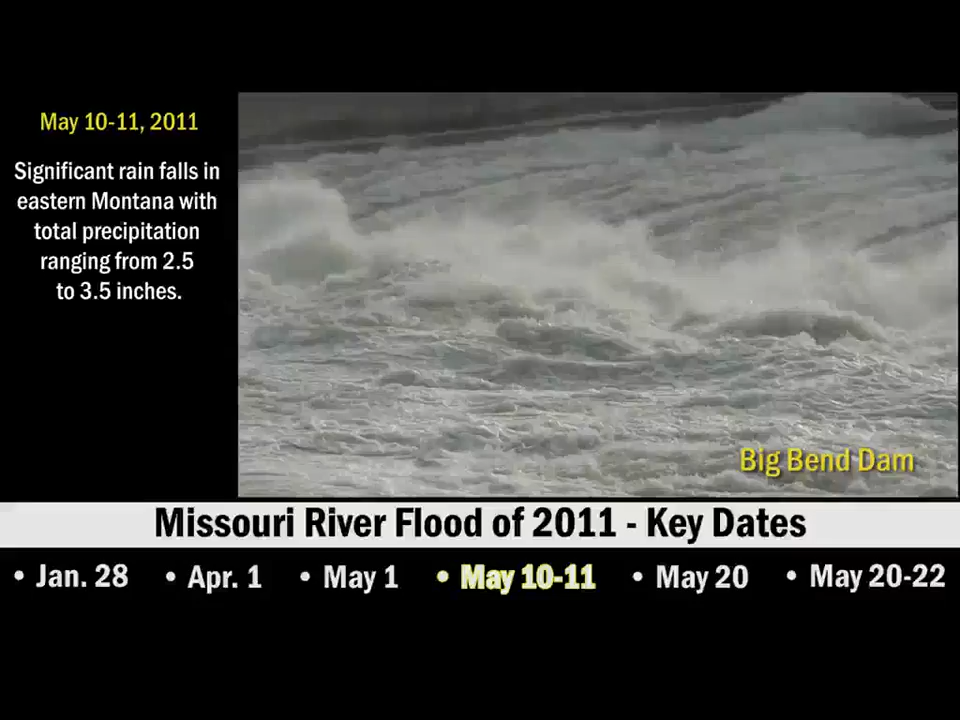 May 10-11, 2011
Significant rain falls in
eastern Montana with
total precipitation
ranging from 2.5
to 3.5 inches.
Big Bend Dam
Missouri River Flood of 2011 - Key Dates
• Jan. 28 • Apr. 1 • May 1 • May 10-11 • May 20 • May 20-22